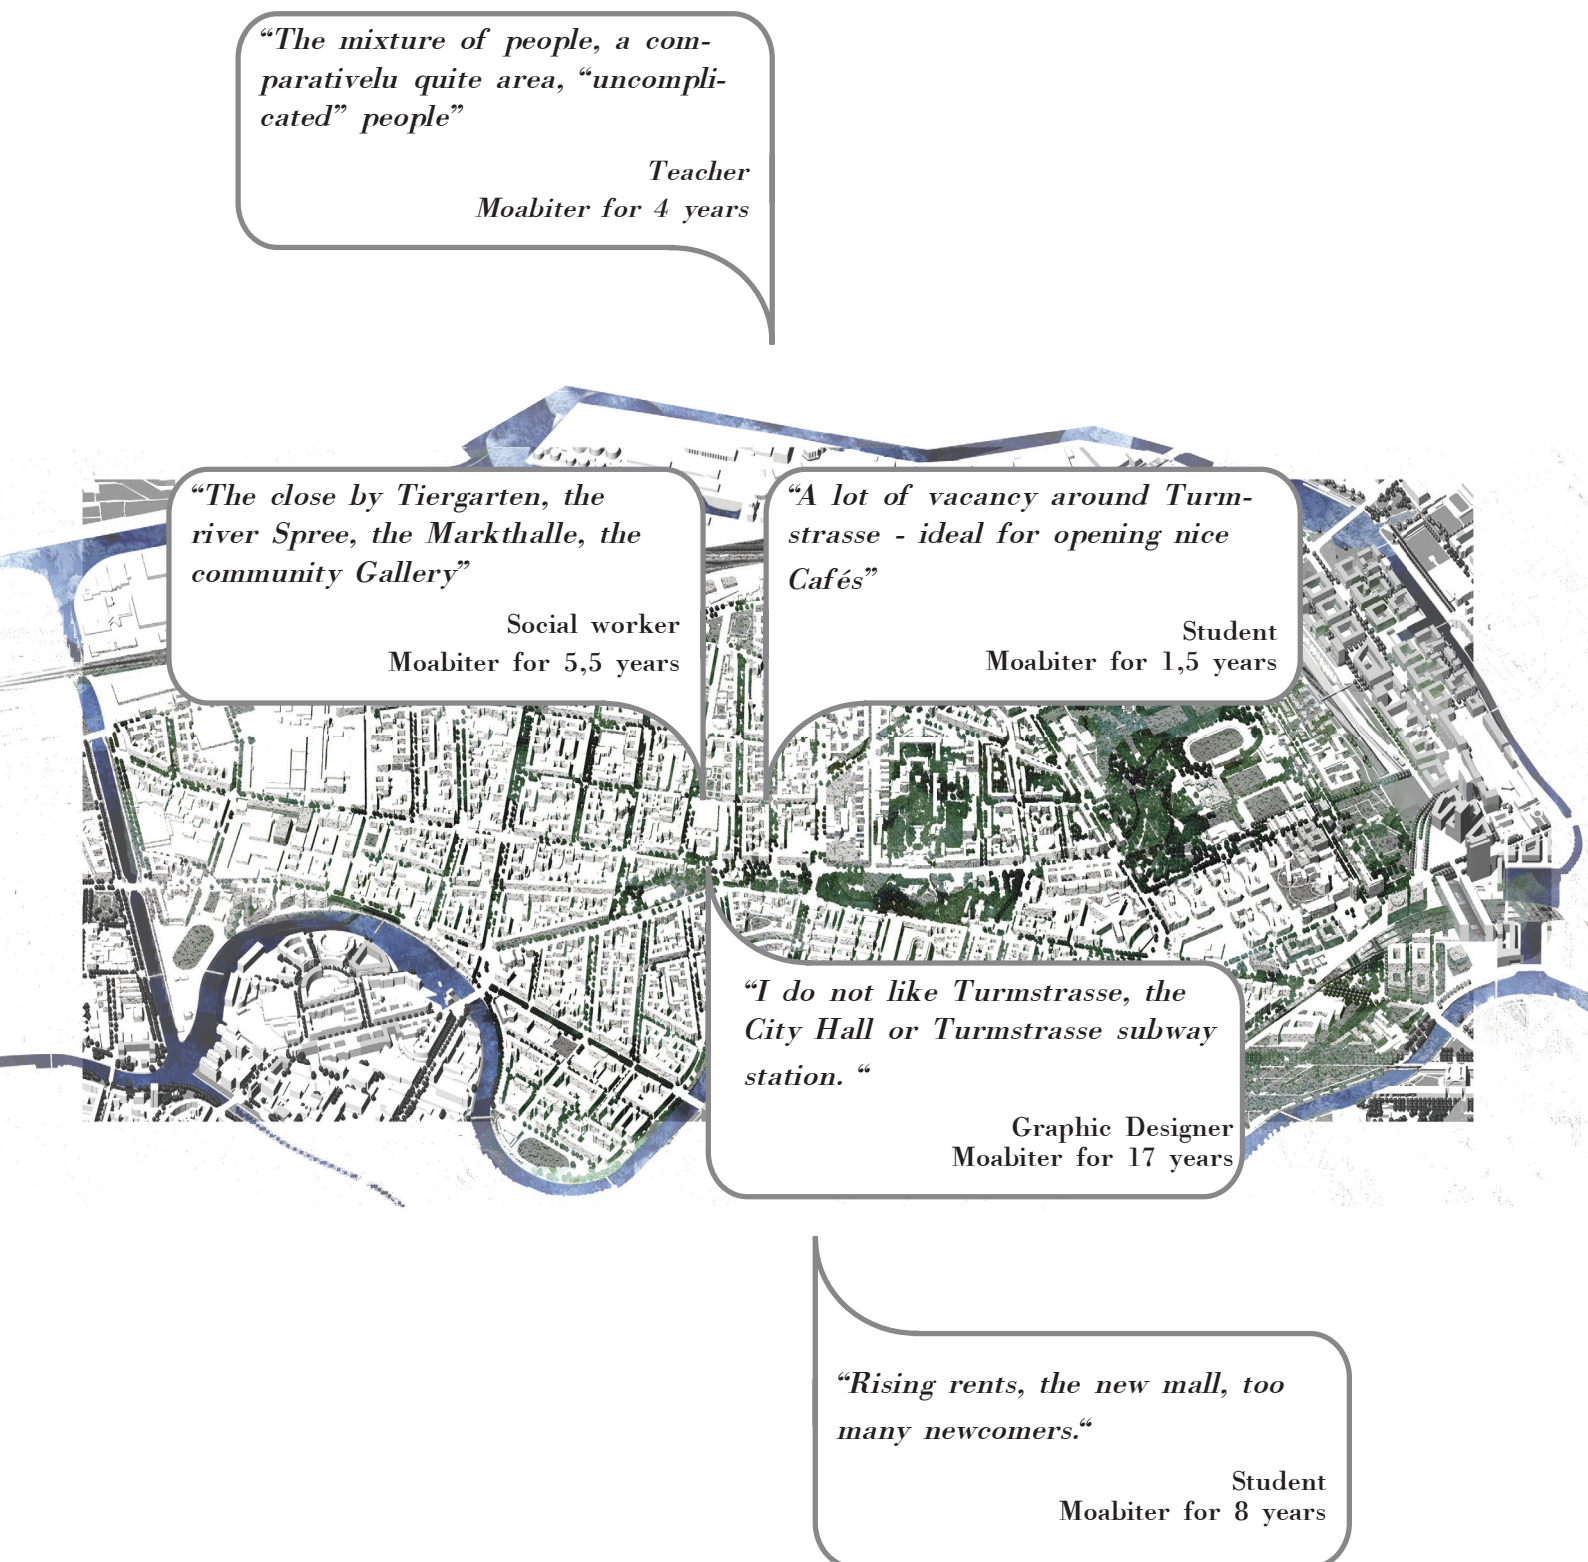 “The mixture of people, a com-
parativelu quite area, “uncompli-
cated” people”
Teacher
Moabiter for 4 years
“The close by Tiergarten, the
river Spree, the Markthalle, the
community Gallery”
Social worker
Moabiter for 5,5 years
“A lot of vacancy around Turm-
strasse - ideal for opening nice
Cafés”
Student
Moabiter for 1,5 years
“I do not like Turmstrasse, the
City Hall or Turmstrasse subway
station. “
Graphic Designer
Moabiter for 17 years
“Rising rents, the new mall, too
many newcomers.“
Student
Moabiter for 8 years